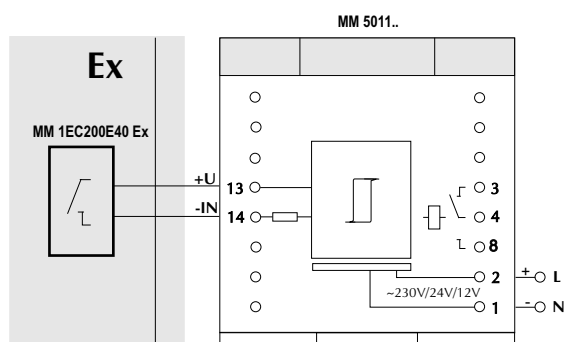 MM 5011..
Ex
MM 1EC200E40 Ex
+U
13
3
-IN
14
4
8
2
+
L
~230V/24V/12V
1
-
N